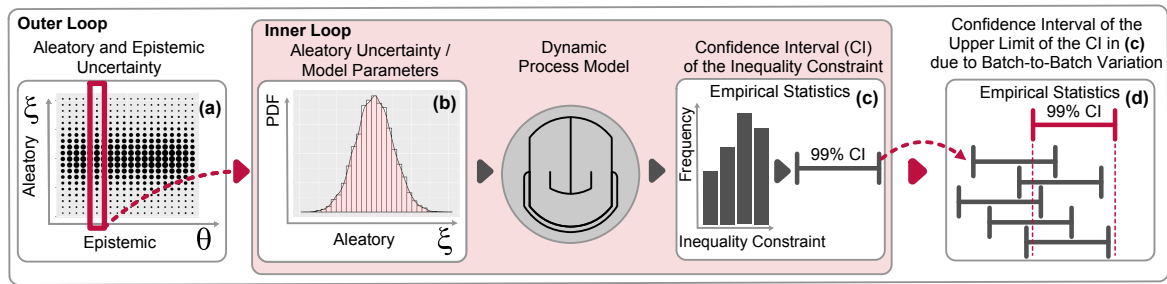 Outer Loop
Aleatory and Epistemic
Uncertainty
(a)
Aleatory ξ
Epistemic θ
Inner Loop
Aleatory Uncertainty /
Model Parameters
(b)
PDF
Aleatory ξ
Dynamic
Process Model
Confidence Interval (CI)
of the Inequality Constraint
Empirical Statistics
(c)
Frequency
99% CI
Inequality Constraint
Confidence Interval of the
Upper Limit of the CI in (c)
due to Batch-to-Batch Variation
Empirical Statistics
99% CI (d)